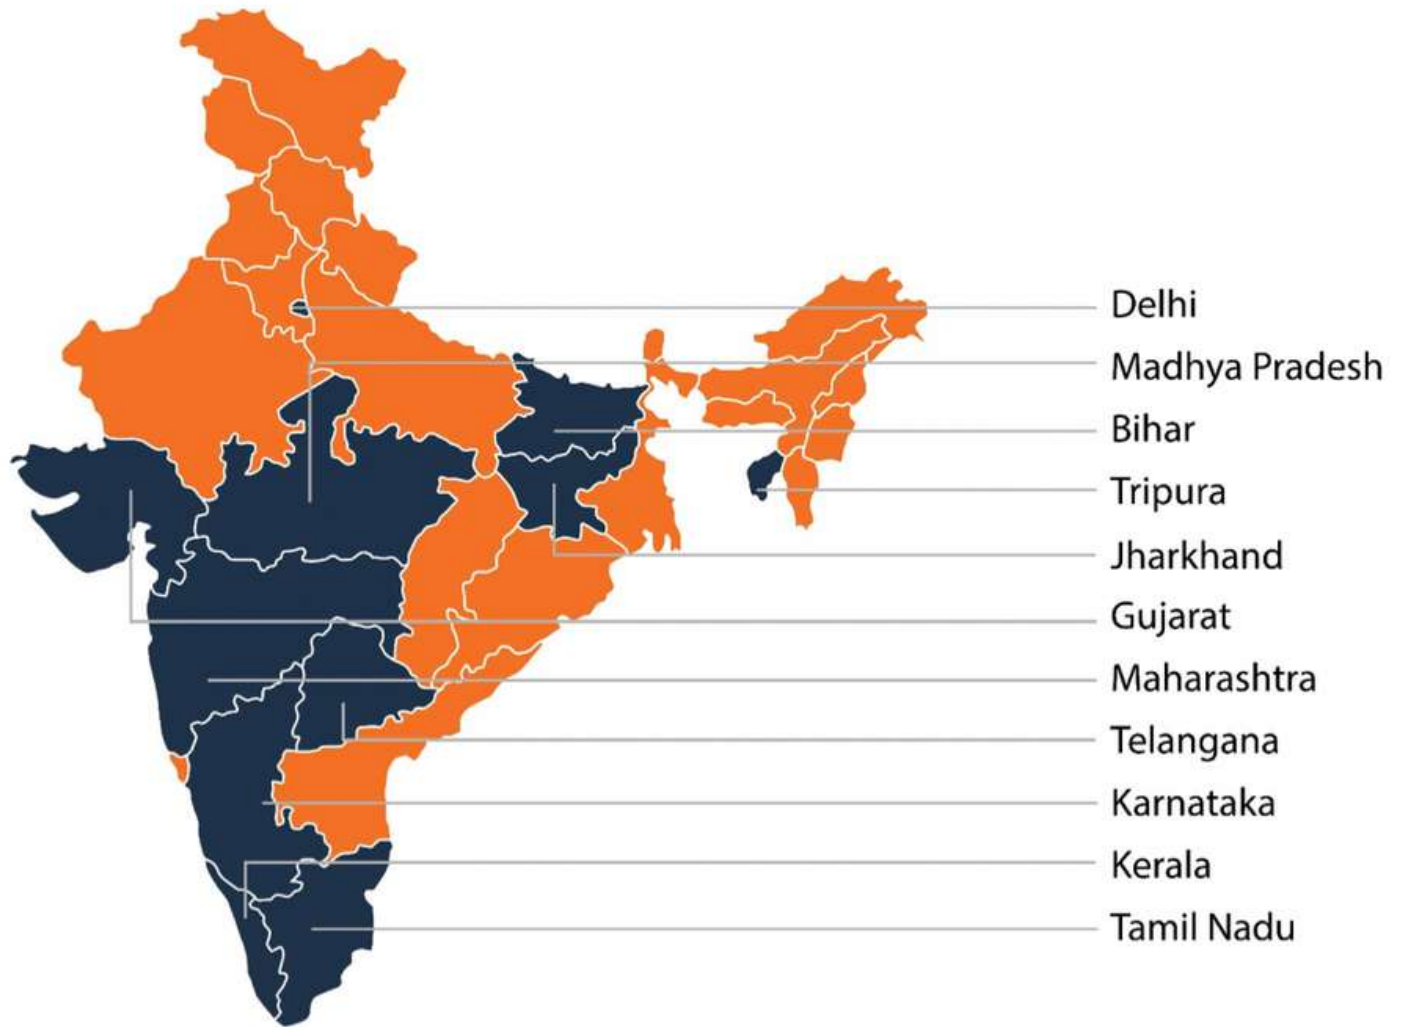 Delhi
Madhya Pradesh
Bihar
Tripura
Jharkhand
Gujarat
Maharashtra
Telangana
Karnataka
Kerala
Tamil Nadu